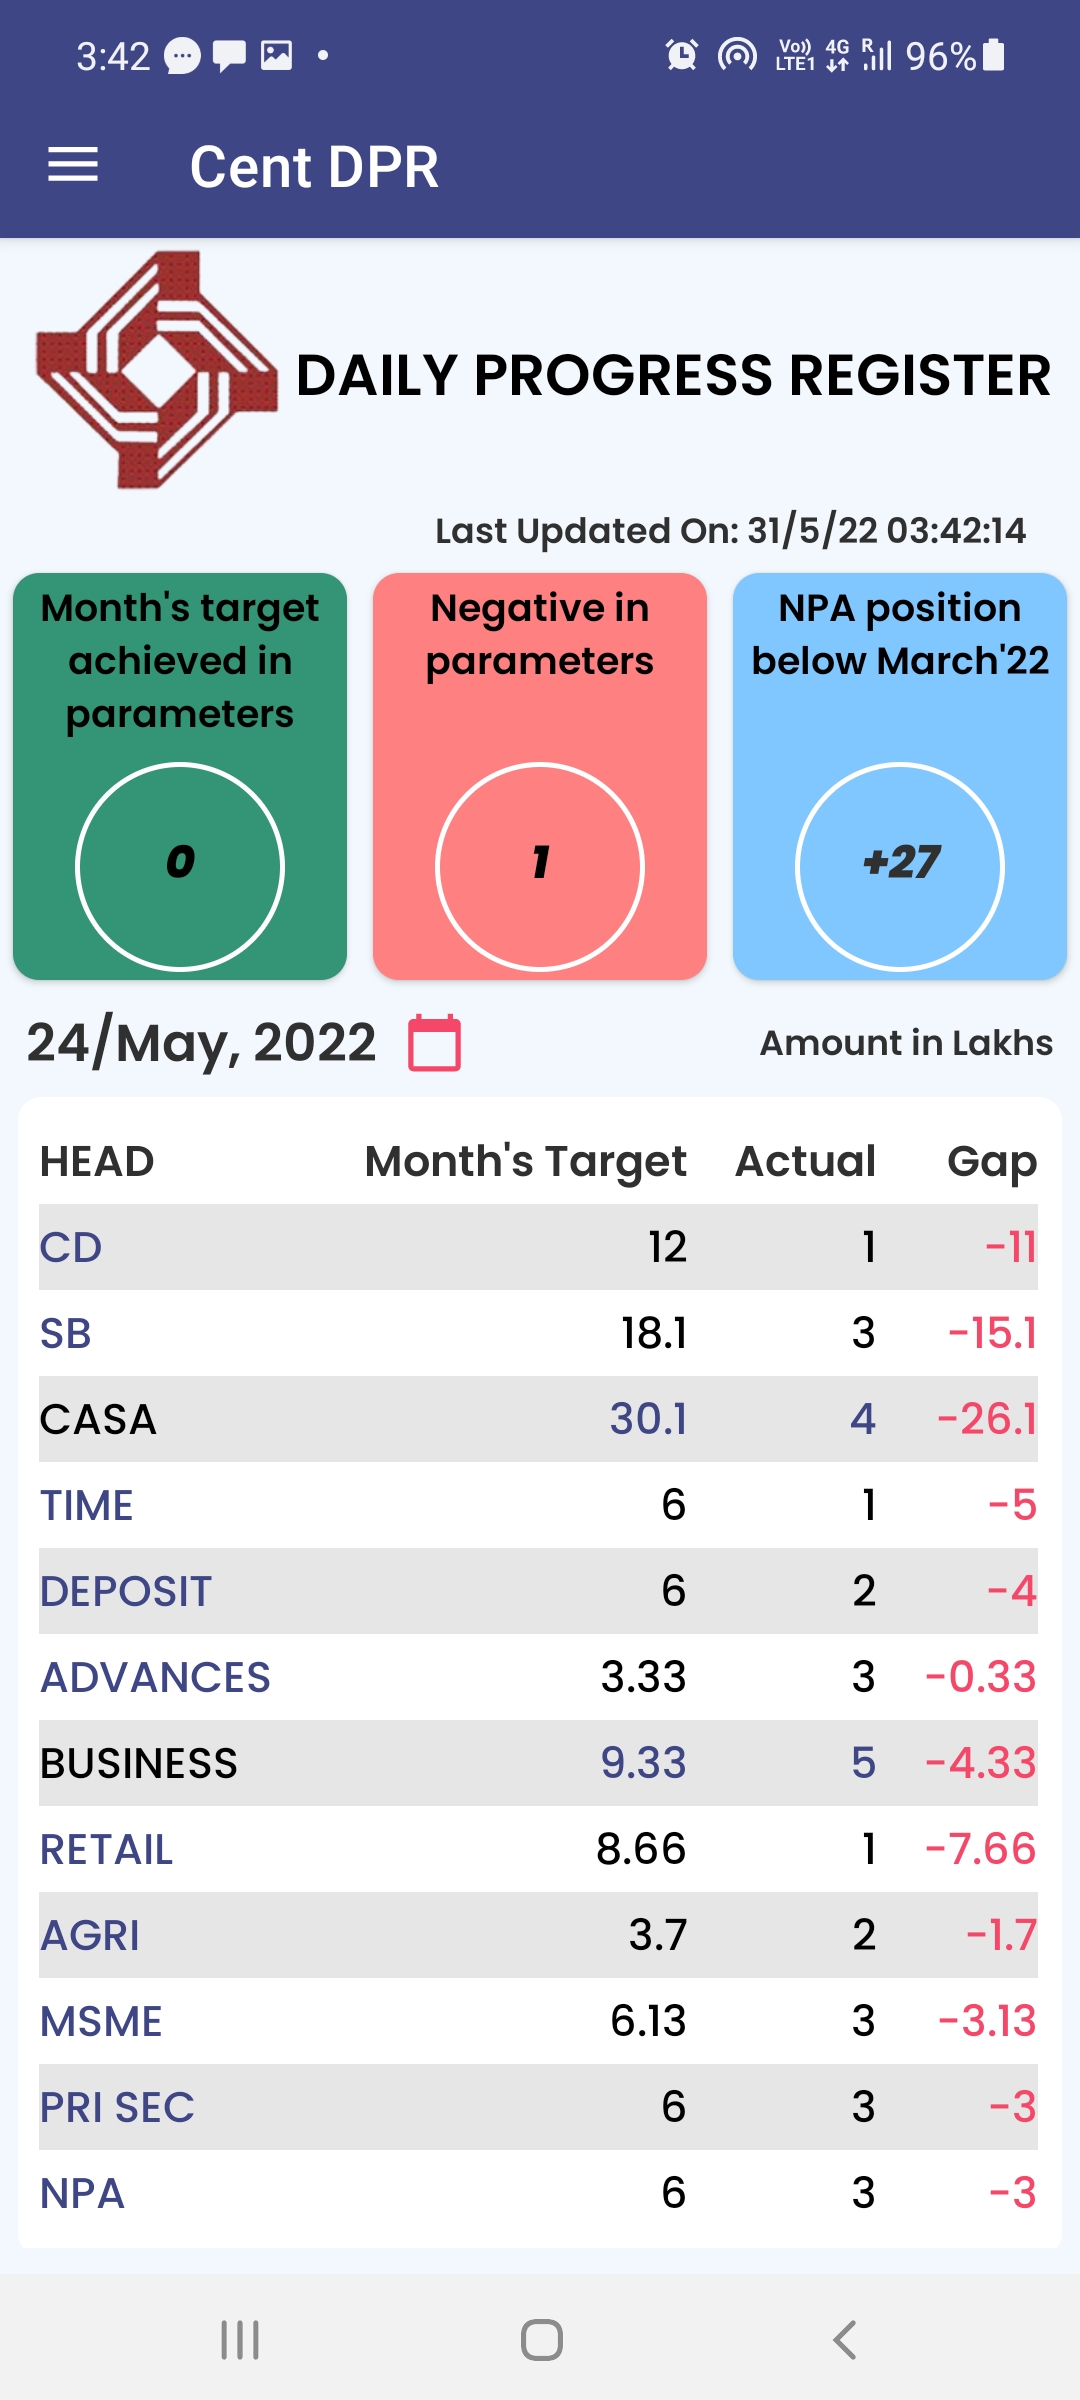 3:42 Vo)) LTE1 4G R 96%
Cent DPR
DAILY PROGRESS REGISTER
Last Updated On: 31/5/22 03:42:14
Month's target
achieved in
parameters
0
Negative in
parameters
1
NPA position
below March'22
+27
24/May, 2022 Amount in Lakhs
HEAD Month's Target Actual Gap
CD 12 1 -11
SB 18.1 3 -15.1
CASA 30.1 4 -26.1
TIME 6 1 -5
DEPOSIT 6 2 -4
ADVANCES 3.33 3 -0.33
BUSINESS 9.33 5 -4.33
RETAIL 8.66 1 -7.66
AGRI 3.7 2 -1.7
MSME 6.13 3 -3.13
PRI SEC 6 3 -3
NPA 6 3 -3